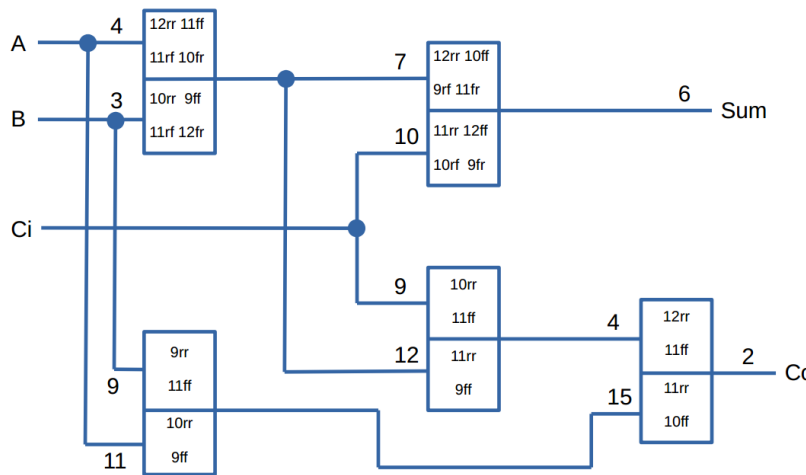 A
4
12rr 11ff
11rf 10fr
B
3
10rr 9ff
11rf 12fr
7
12rr 10ff
9rf 11fr
10
11rr 12ff
10rf 9fr
6
Sum
Ci
9
10rr
11ff
12
11rr
9ff
9
9rr
11ff
11
10rr
9ff
4
12rr
11ff
15
11rr
10ff
2
Co